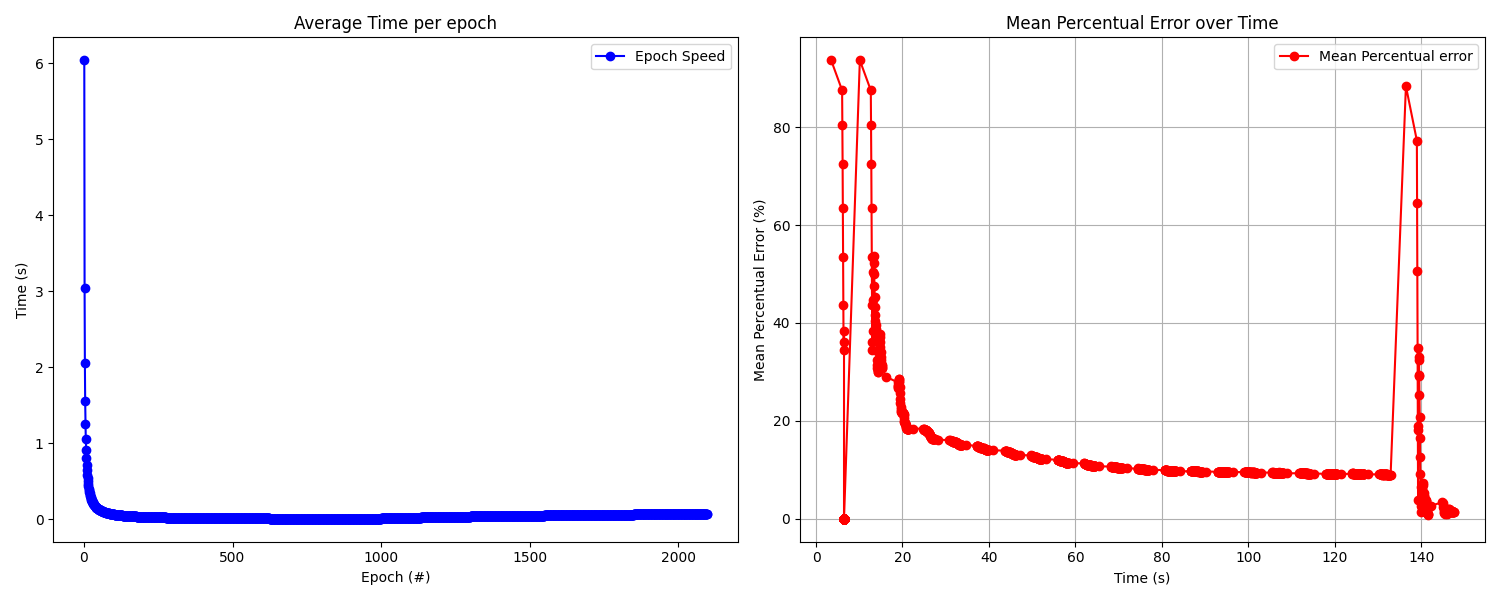 Average Time per epoch
Epoch Speed
6
5
4
3
2
1
0
Time (s)
0 500 1000 1500 2000
Epoch (#)
Mean Percentual Error over Time
Mean Percentual error
80
60
40
20
0
Mean Percentual Error (%)
0 20 40 60 80 100 120 140
Time (s)